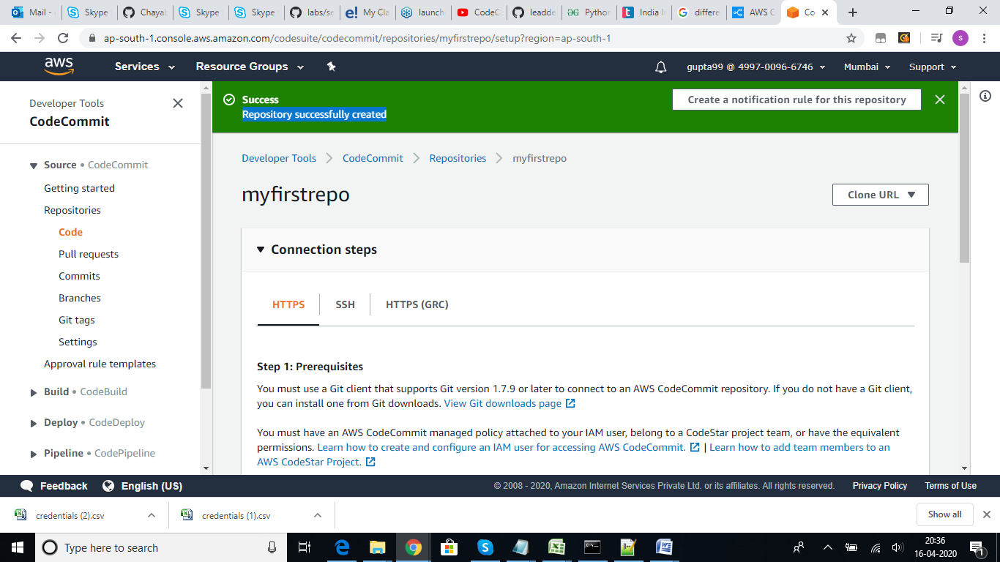 Mail -
Skype
Chayab
Skype
Skype
labs/se
e! My Cla
launch
CodeC
leadde
Python
India I
differe
AWS C
Co
ap-south-1.console.aws.amazon.com/codesuite/codecommit/repositories/myfirstrepo/setup?region=ap-south-1
s
aws
Services
Resource Groups
gupta99 @ 4997-0096-6746
Mumbai
Support
Developer Tools
CodeCommit
Source • CodeCommit
Getting started
Repositories
Code
Pull requests
Commits
Branches
Git tags
Settings
Approval rule templates
Build • CodeBuild
Deploy • CodeDeploy
Pipeline • CodePipeline
Success
Repository successfully created
Create a notification rule for this repository
Developer Tools
CodeCommit
Repositories
myfirstrepo
myfirstrepo
Clone URL
Connection steps
HTTPS
SSH
HTTPS (GRC)
Step 1: Prerequisites
You must use a Git client that supports Git version 1.7.9 or later to connect to an AWS CodeCommit repository. If you do not have a Git client,
you can install one from Git downloads. View Git downloads page
You must have an AWS CodeCommit managed policy attached to your IAM user, belong to a CodeStar project team, or have the equivalent
permissions. Learn how to create and configure an IAM user for accessing AWS CodeCommit. | Learn how to add team members to an
AWS CodeStar Project.
Feedback
English (US)
© 2008 - 2020, Amazon Internet Services Private Ltd. or its affiliates. All rights reserved.
Privacy Policy
Terms of Use
credentials (2).csv
credentials (1).csv
Show all
Type here to search
20:36
16-04-2020
1